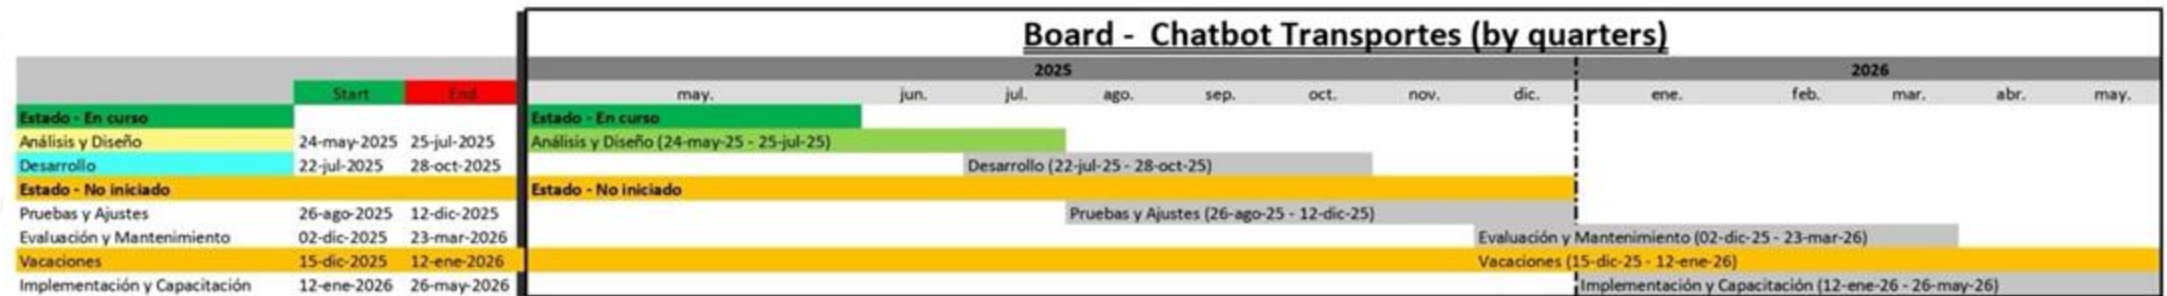 Board - Chatbot Transportes (by quarters)
2025 2026
Start End may. jun. jul. ago. sep. oct. nov. dic. ene. feb. mar. abr. may.
Estado - En curso Estado - En curso
Análisis y Diseño 24-may-2025 25-jul-2025 Análisis y Diseño (24-may-25 - 25-jul-25)
Desarrollo 22-jul-2025 28-oct-2025 Desarrollo (22-jul-25 - 28-oct-25)
Estado - No iniciado Estado - No iniciado
Pruebas y Ajustes 26-ago-2025 12-dic-2025 Pruebas y Ajustes (26-ago-25 - 12-dic-25)
Evaluación y Mantenimiento 02-dic-2025 23-mar-2026 Evaluación y Mantenimiento (02-dic-25 - 23-mar-26)
Vacaciones 15-dic-2025 12-ene-2026 Vacaciones (15-dic-25 - 12-ene-26)
Implementación y Capacitación 12-ene-2026 26-may-2026 Implementación y Capacitación (12-ene-26 - 26-may-26)